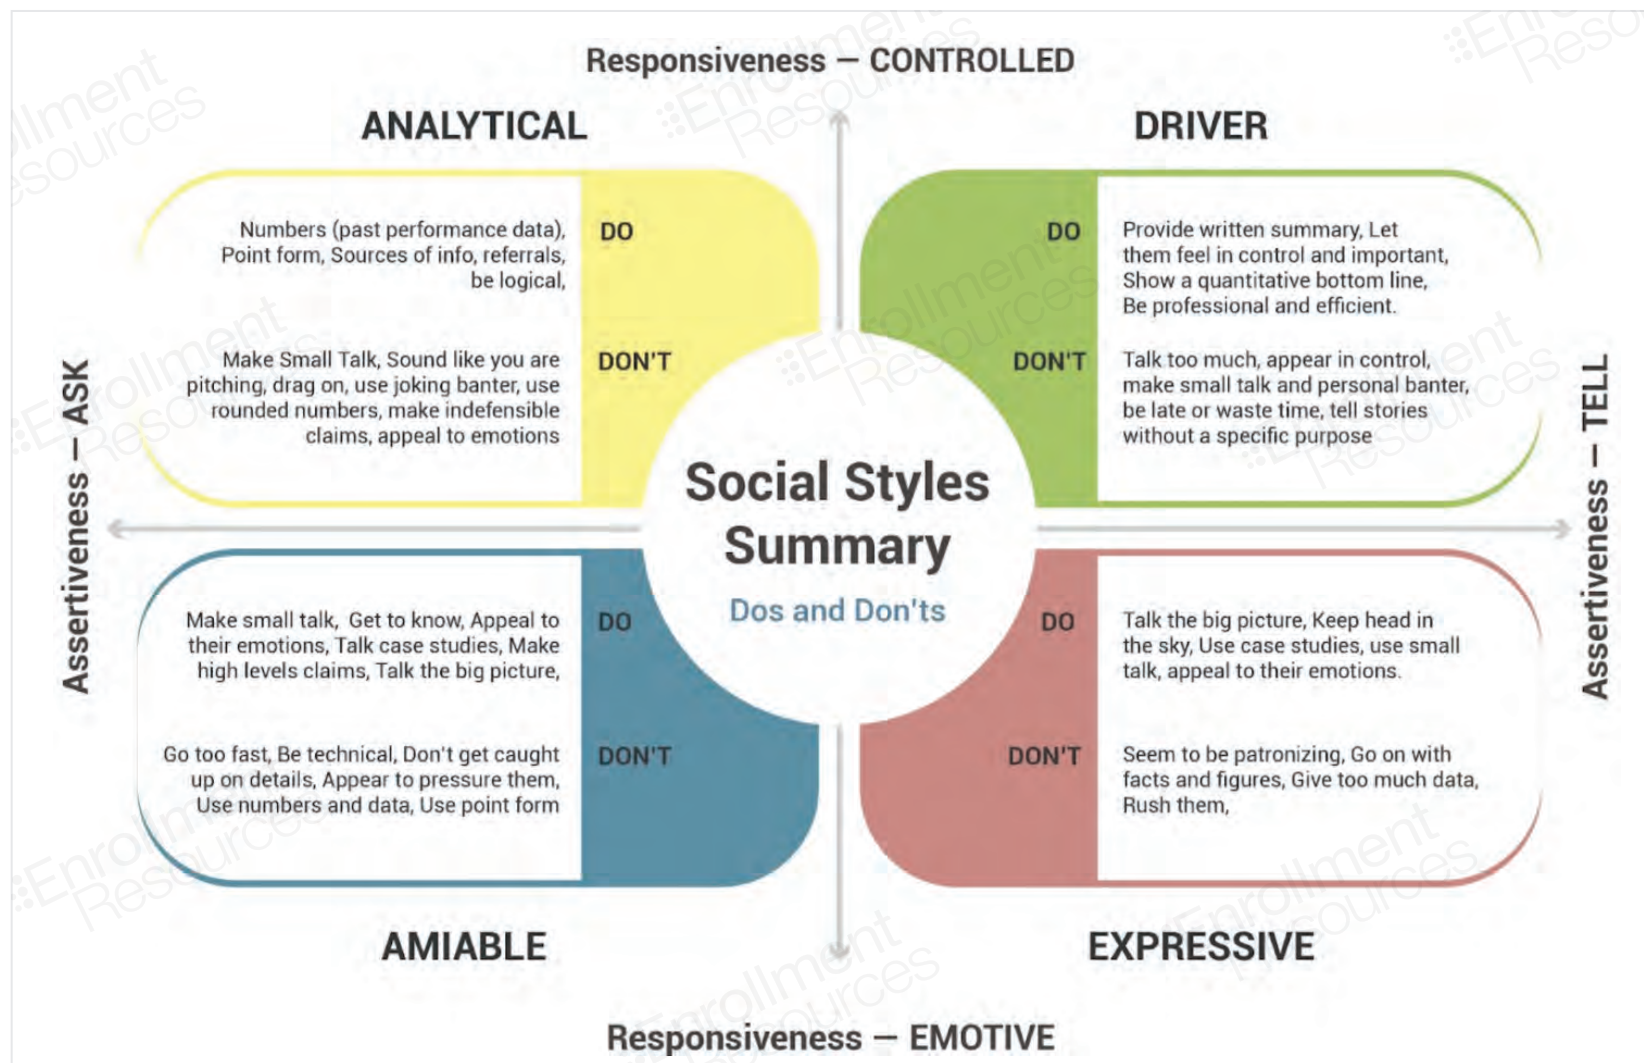 Responsiveness — CONTROLLED
ANALYTICAL
DRIVER
Numbers (past performance data),
Point form, Sources of info, referrals,
be logical,
DO
Make Small Talk, Sound like you are
pitching, drag on, use joking banter, use
rounded numbers, make indefensible
claims, appeal to emotions
DON'T
DO
Provide written summary, Let
them feel in control and important,
Show a quantitative bottom line,
Be professional and efficient.
DON'T
Talk too much, appear in control,
make small talk and personal banter,
be late or waste time, tell stories
without a specific purpose
Assertiveness — ASK
Social Styles
Summary
Dos and Don'ts
Assertiveness — TELL
Make small talk, Get to know, Appeal to
their emotions, Talk case studies, Make
high levels claims, Talk the big picture,
DO
Go too fast, Be technical, Don't get caught
up on details, Appear to pressure them,
Use numbers and data, Use point form
DON'T
DO
Talk the big picture, Keep head in
the sky, Use case studies, use small
talk, appeal to their emotions.
DON'T
Seem to be patronizing, Go on with
facts and figures, Give too much data,
Rush them,
AMIABLE
EXPRESSIVE
Responsiveness — EMOTIVE
Enrollment
Resources